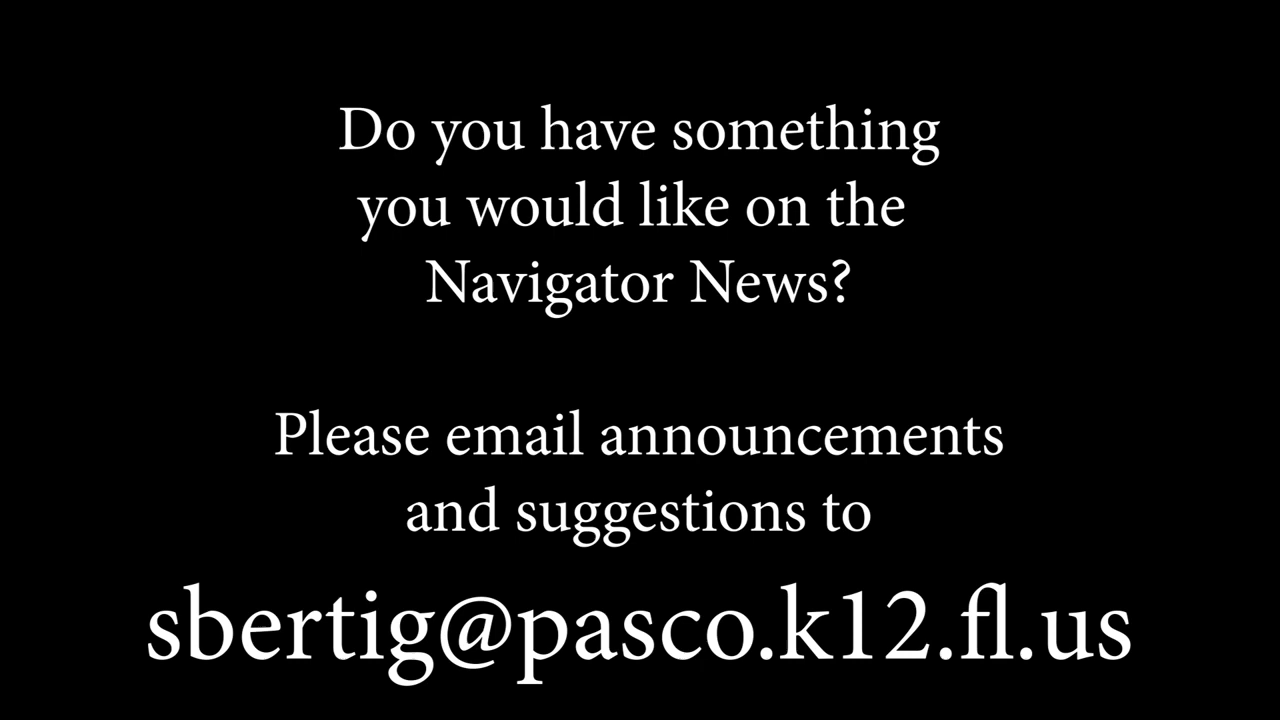 Do you have something
you would like on the
Navigator News?
Please email announcements
and suggestions to
sbertig@pasco.k12.fl.us